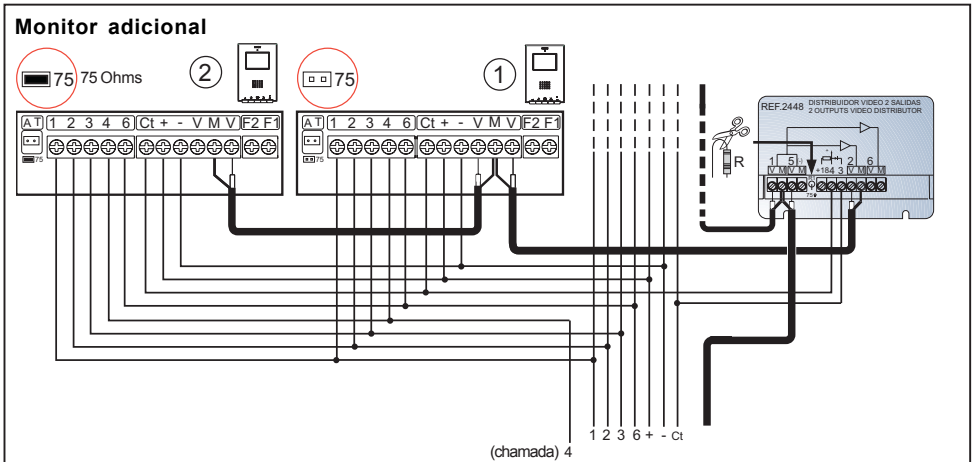 Monitor adicional
75 75 Ohms
2
75
1
A T 1 2 3 4 6 Ct + - V M V F2 F1
75
A T 1 2 3 4 6 Ct + - V M V F2 F1
75
REF.2448 DISTRIBUIDOR VIDEO 2 SALIDAS
2 OUTPUTS VIDEO DISTRIBUTOR
R
1 5 (-) +18 4 3 2 6
V M V M V M V M
75
1 2 3 6 + - Ct
(chamada) 4